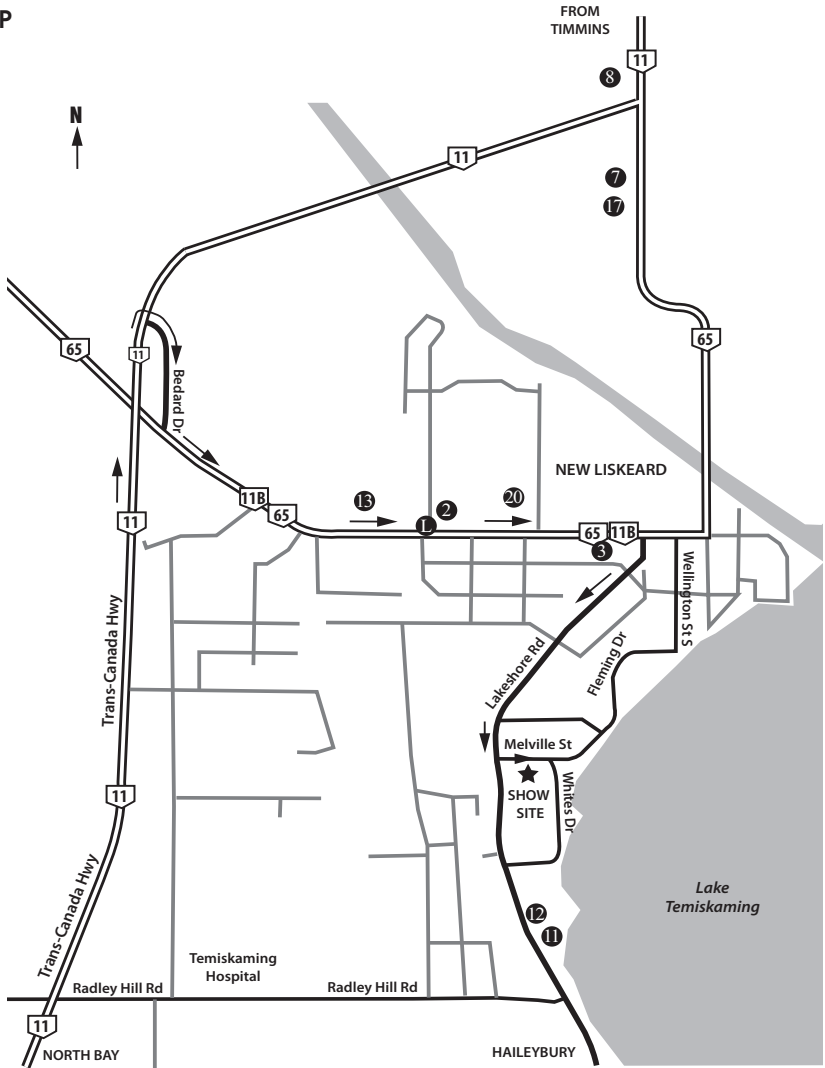 P
FROM
TIMMINS
11
8
N
11
7
17
65
65
11
Bedard Dr
NEW LISKEARD
11B
65
13
20
2
L
65
11B
3
11
Wellington St S
Fleming Dr
Lakeshore Rd
Trans-Canada Hwy
Melville St
SHOW
SITE
Whites Dr
11
Lake
Temiskaming
12
11
Trans-Canada Hwy
Temiskaming
Hospital
Radley Hill Rd
Radley Hill Rd
11
NORTH BAY
HAILEYBURY